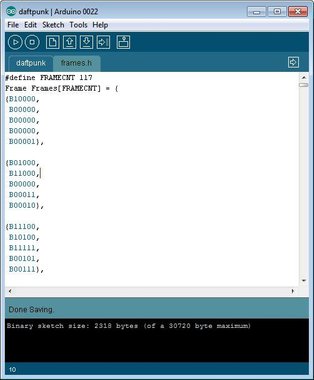 daftpunk | Arduino 0022
File Edit Sketch Tools Help
daftpunk frames.h
#define FRAMECNT 117
Frame Frames[FRAMECNT] = {
{B10000,
B00000,
B00000,
B00000,
B00001},
{B01000,
B11000,
B00000,
B00011,
B00010},
{B11100,
B10100,
B11111,
B00101,
B00111},
Done Saving.
Binary sketch size: 2318 bytes (of a 30720 byte maximum)
10